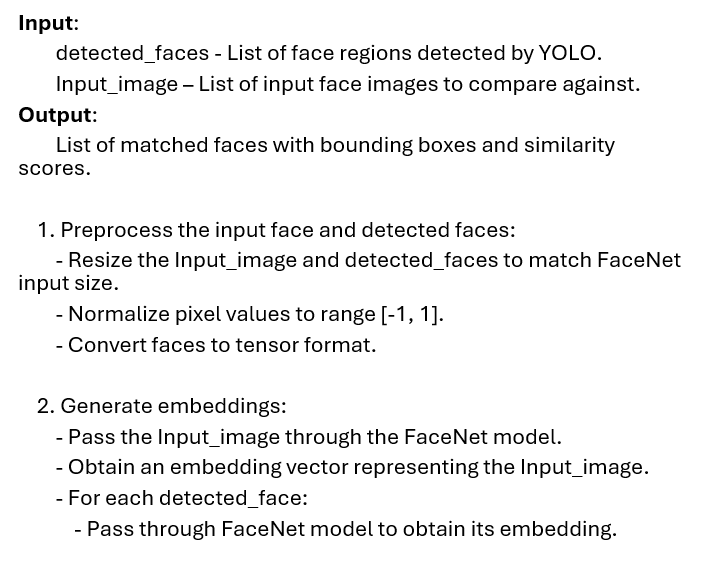 Input:
detected_faces - List of face regions detected by YOLO.
Input_image – List of input face images to compare against.
Output:
List of matched faces with bounding boxes and similarity
scores.
1. Preprocess the input face and detected faces:
- Resize the Input_image and detected_faces to match FaceNet
input size.
- Normalize pixel values to range [-1, 1].
- Convert faces to tensor format.
2. Generate embeddings:
- Pass the Input_image through the FaceNet model.
- Obtain an embedding vector representing the Input_image.
- For each detected_face:
- Pass through FaceNet model to obtain its embedding.